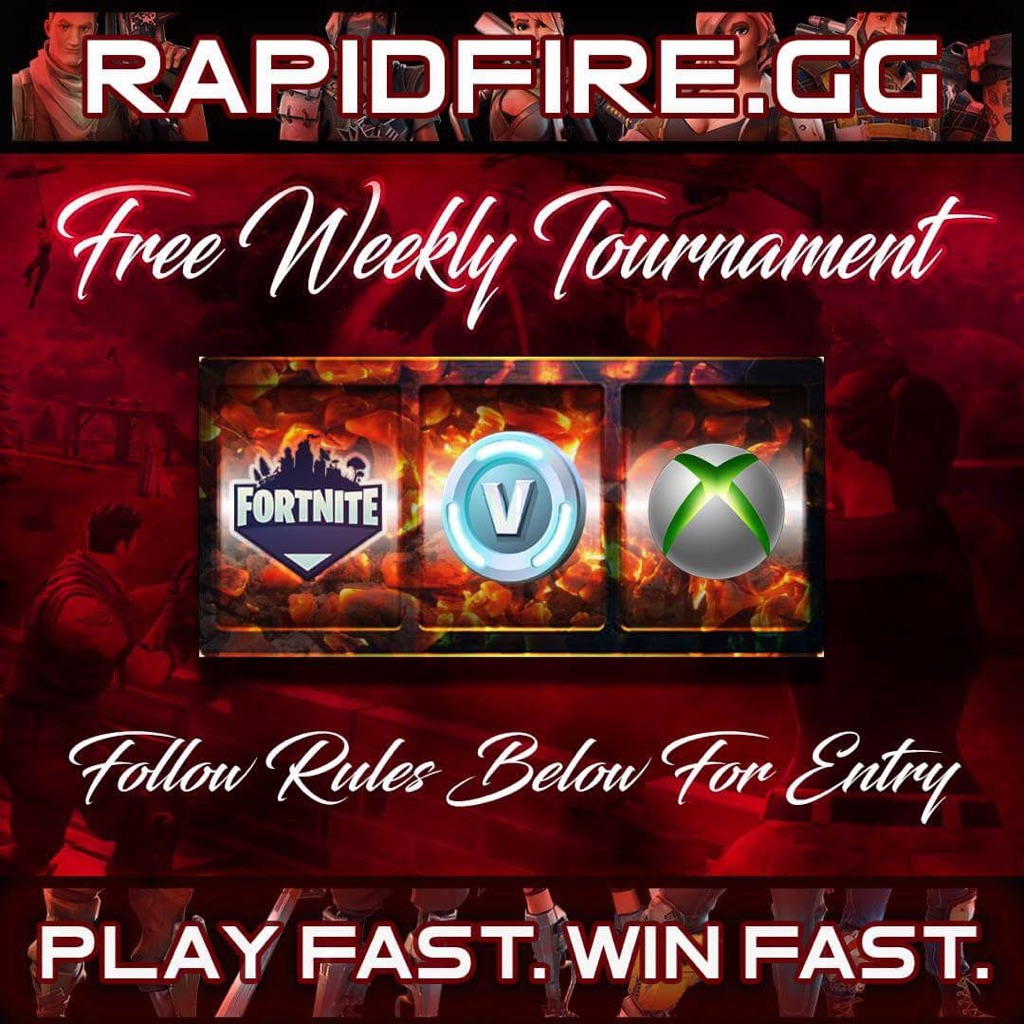 RAPIDFIRE.GG
Free Weekly Tournament
FORTNITE
V
Follow Rules Below For Entry
PLAY FAST. WIN FAST.